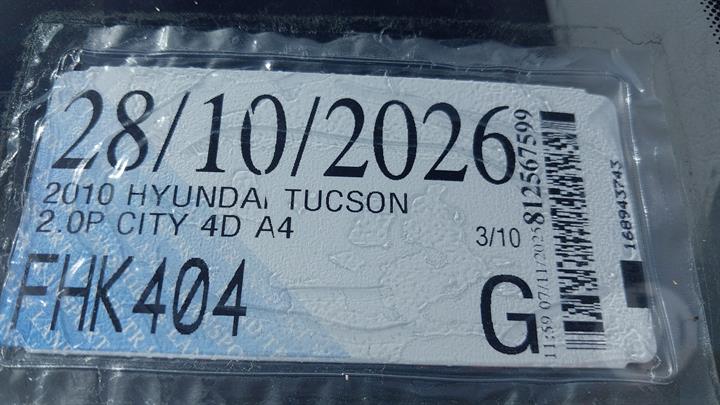 28/10/2026
2010 HYUNDAI TUCSON
2.0P CITY 4D A4
3/10
FHK404
G
11:59 07/11/2025
812567599
168943743